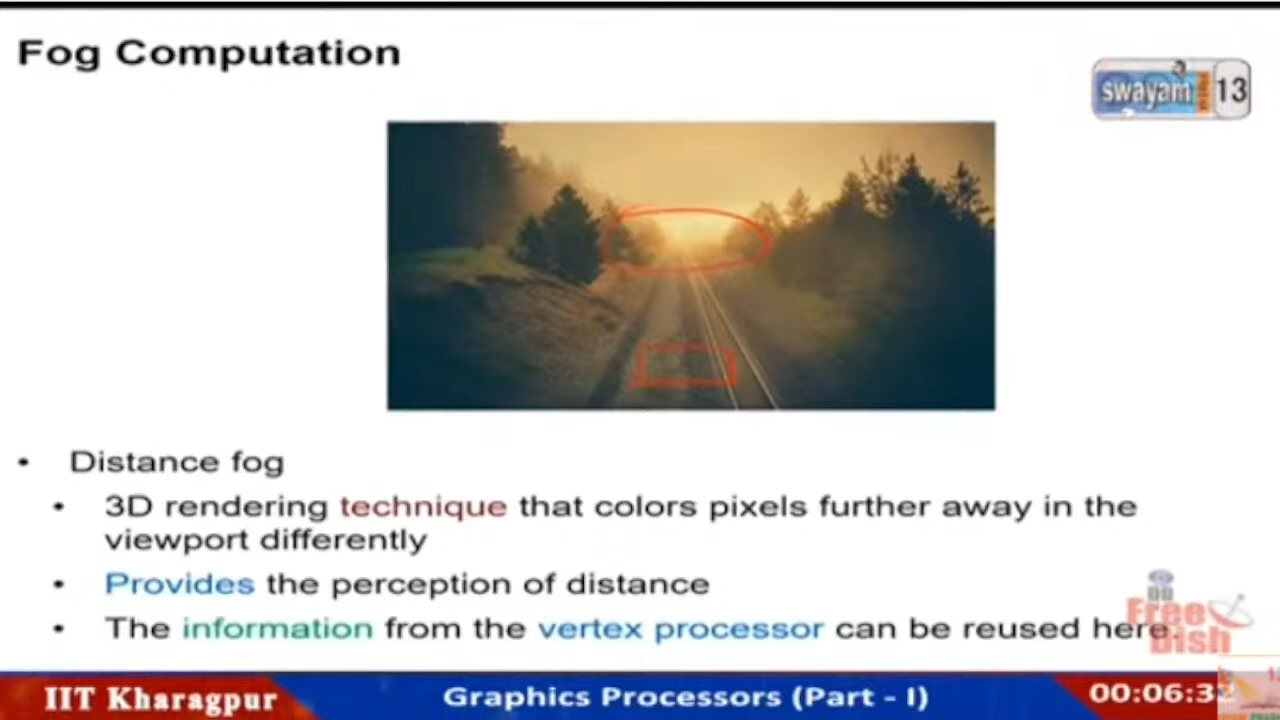 Fog Computation
swayam 13
• Distance fog
• 3D rendering technique that colors pixels further away in the
viewport differently
• Provides the perception of distance
• The information from the vertex processor can be reused here.
Free
Dish
IIT Kharagpur Graphics Processors (Part - I)